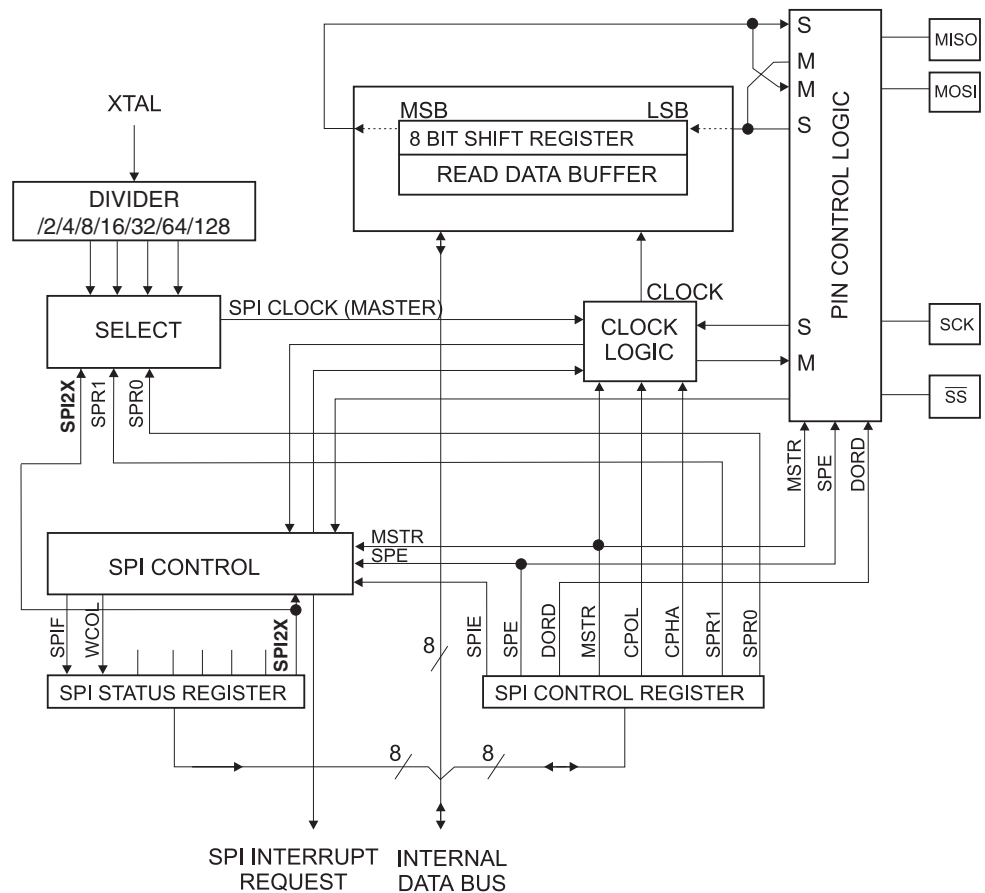 S
MISO
M
M
MOSI
XTAL
MSB
LSB
S
8 BIT SHIFT REGISTER
READ DATA BUFFER
DIVIDER
/2/4/8/16/32/64/128
PIN CONTROL LOGIC
SPI CLOCK (MASTER)
CLOCK
SELECT
CLOCK
LOGIC
S
M
SCK
SS
SPI2X
SPR1
SPR0
MSTR
SPE
DORD
MSTR
SPE
SPI CONTROL
SPIF
WCOL
SPI2X
SPIE
SPE
DORD
MSTR
CPOL
CPHA
SPR1
SPR0
8
SPI STATUS REGISTER
SPI CONTROL REGISTER
8
8
SPI INTERRUPT
REQUEST
INTERNAL
DATA BUS